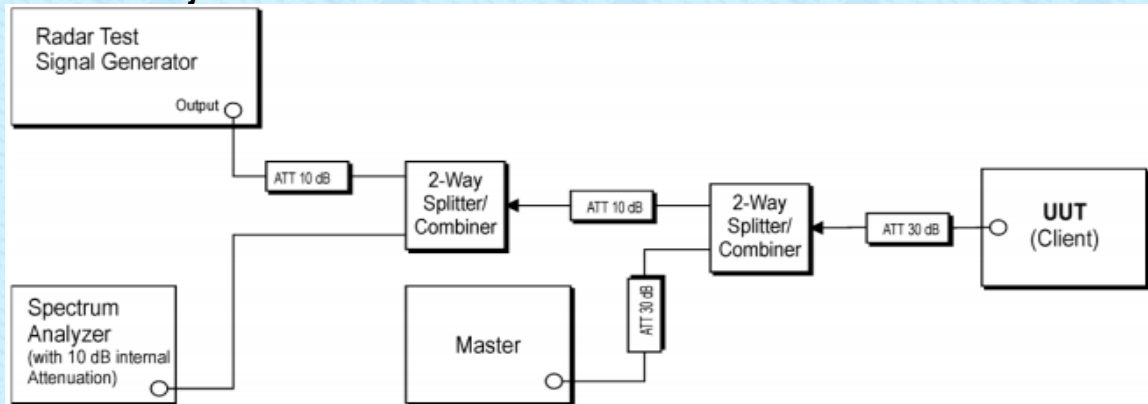 Radar Test
Signal Generator
Output
ATT 10 dB
2-Way
Splitter/
Combiner
ATT 10 dB
2-Way
Splitter/
Combiner
ATT 30 dB
UUT
(Client)
Spectrum
Analyzer
(with 10 dB internal
Attenuation)
Master
ATT 30 dB